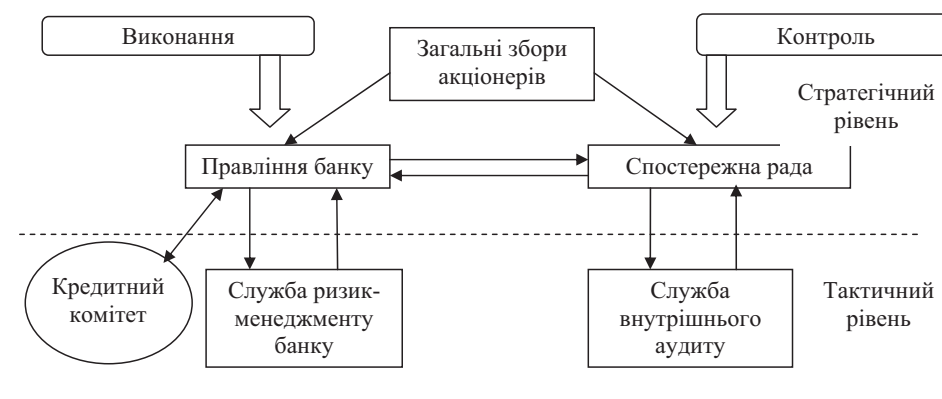 Виконання
Загальні збори
акціонерів
Контроль
Стратегічний
рівень
Правління банку
Спостережна рада
Кредитний
комітет
Служба ризик-
менеджменту
банку
Служба
внутрішнього
аудиту
Тактичний
рівень